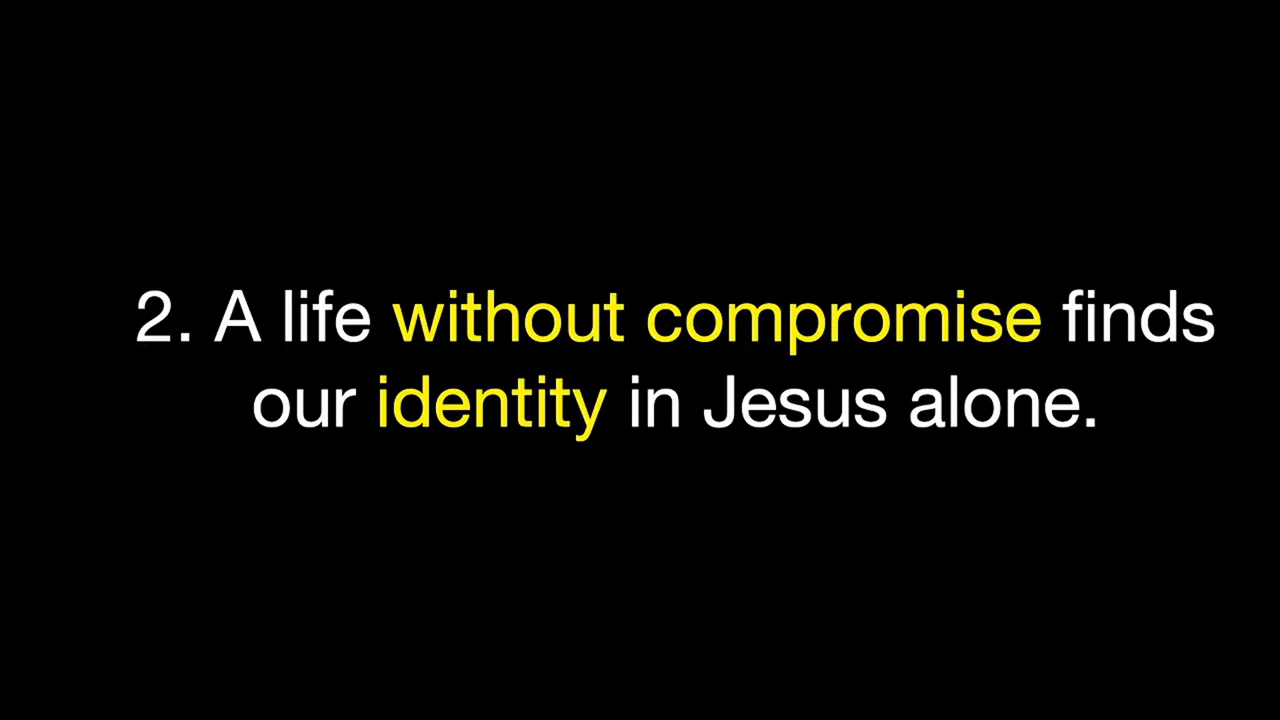 2. A life without compromise finds
our identity in Jesus alone.